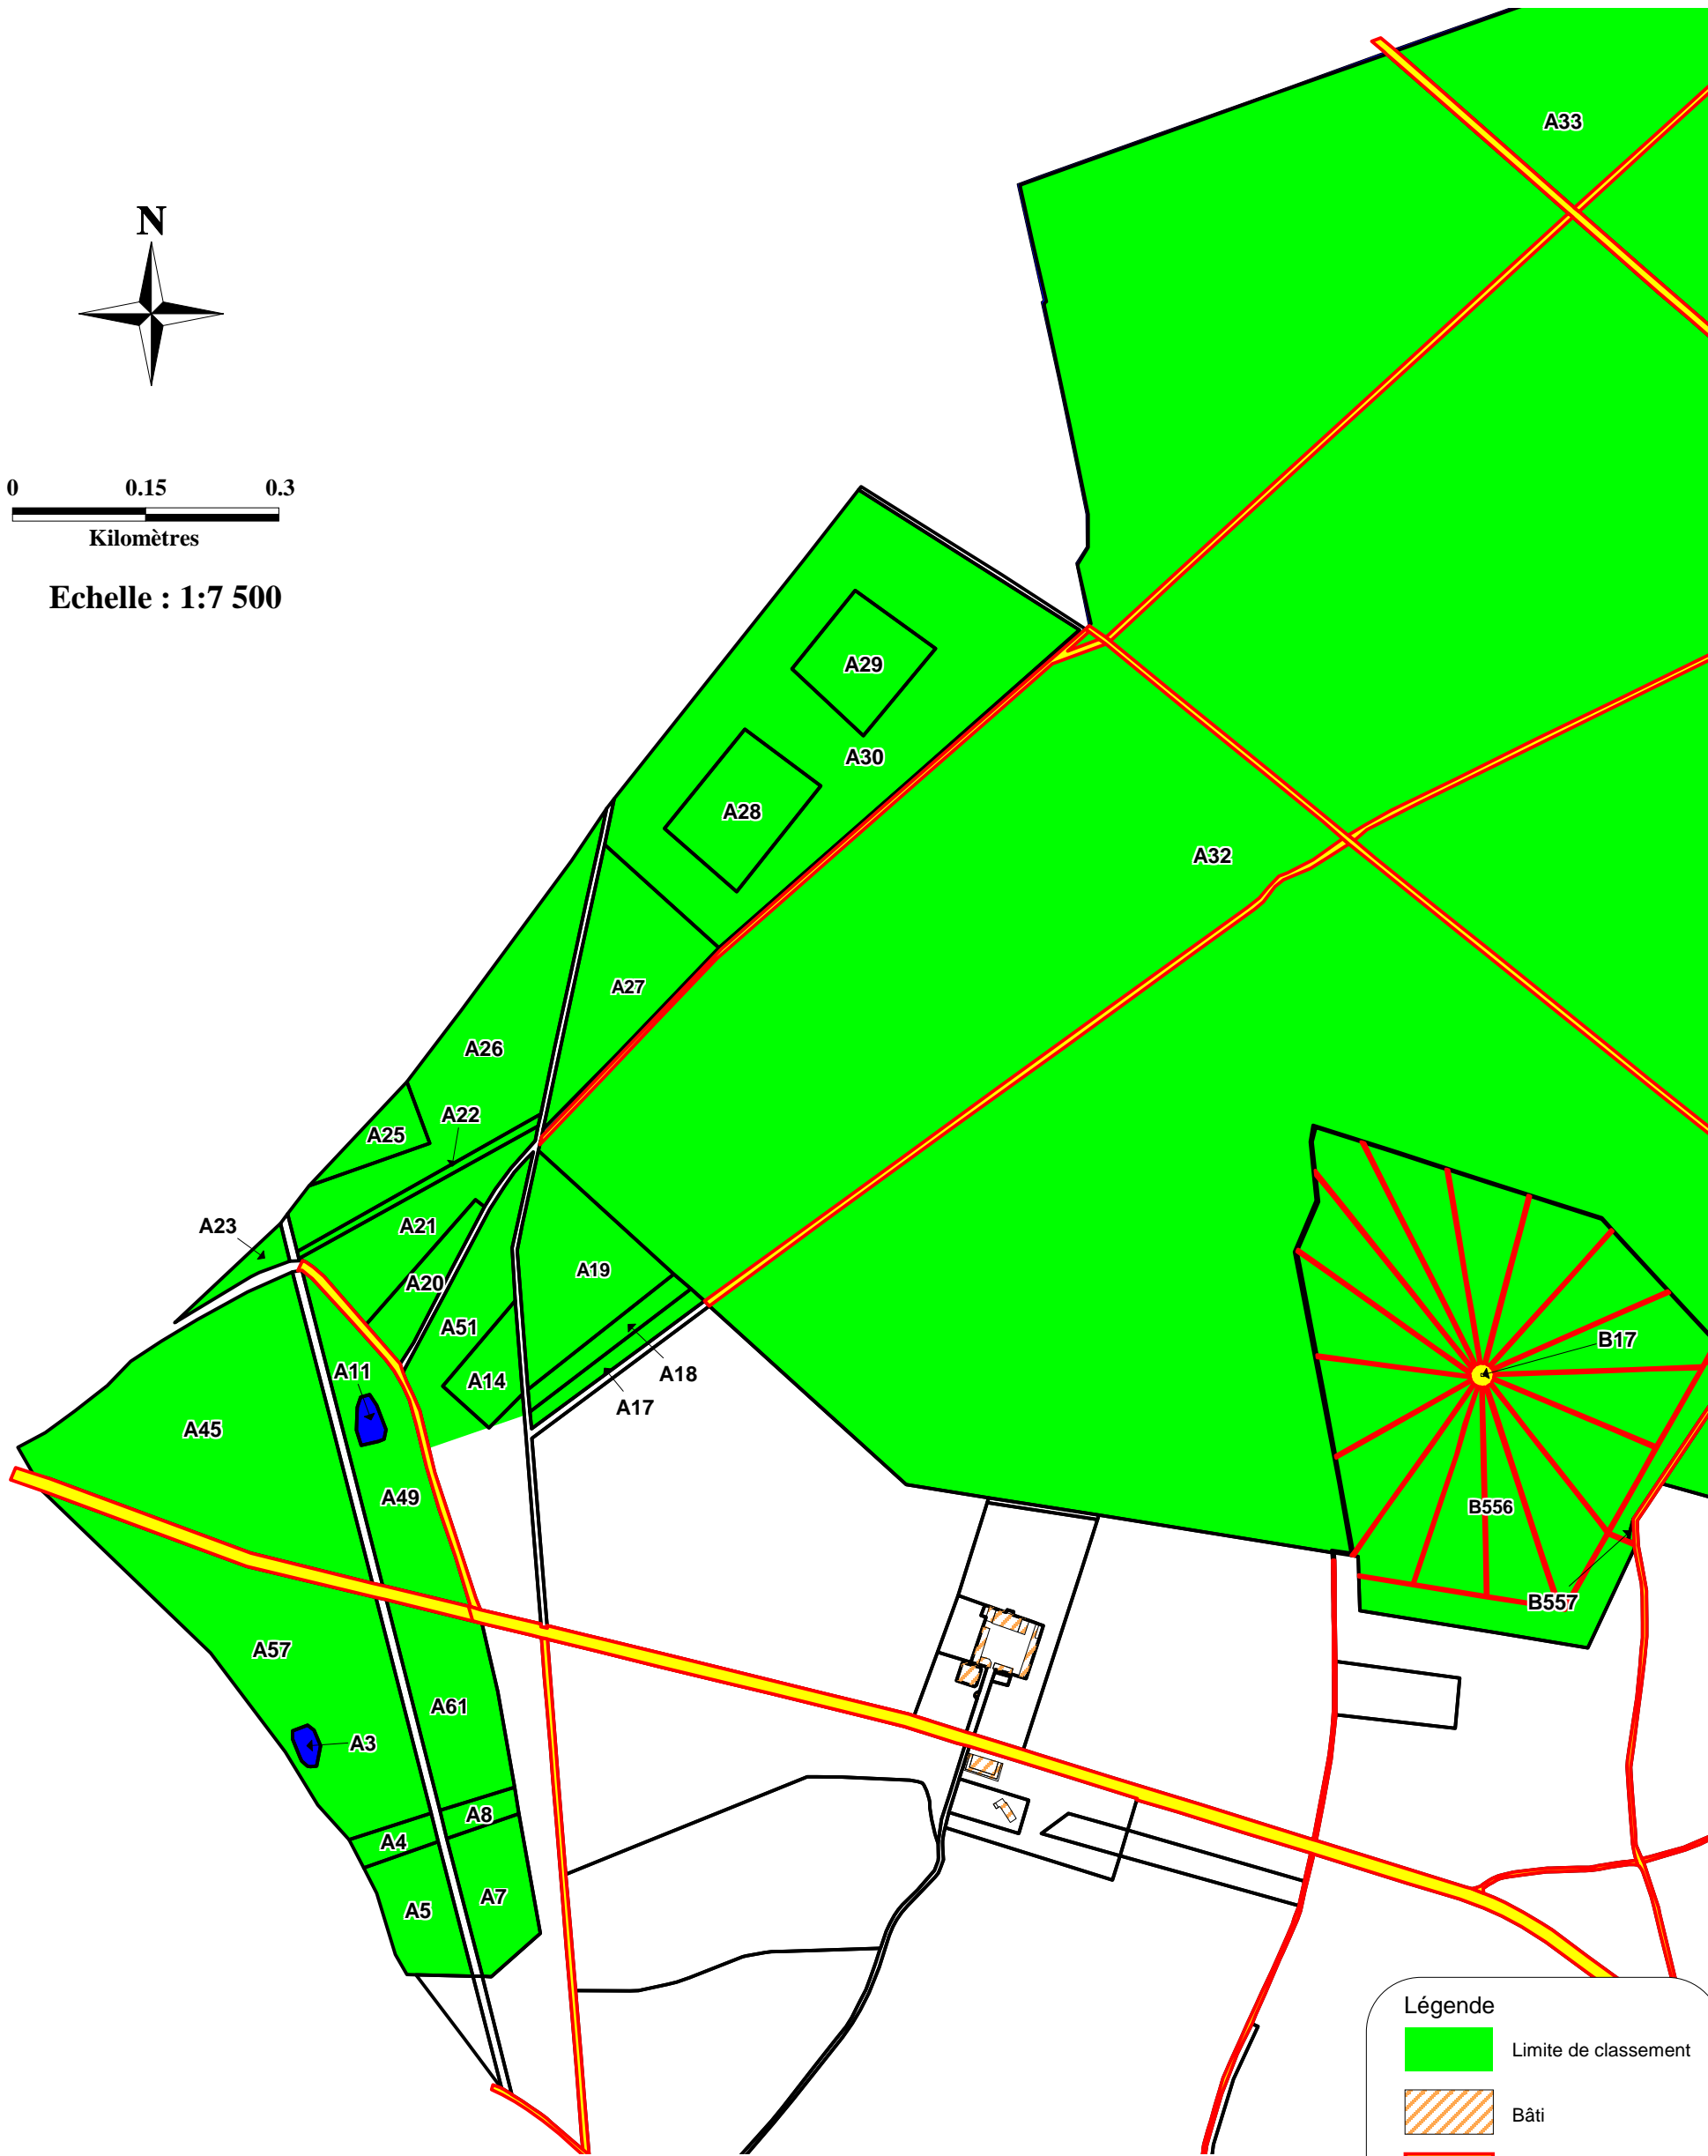 A33
N
0 0.15 0.3
Kilomètres
Echelle : 1:7 500
A29
A30
A28
A32
A27
A26
A22
A25
A23
A21
A19
A20
A51
B17
A11
A18
A14
A17
A45
A49
B556
B557
A57
A61
A3
A8
A4
A7
A5
Légende
Limite de classement
Bâti